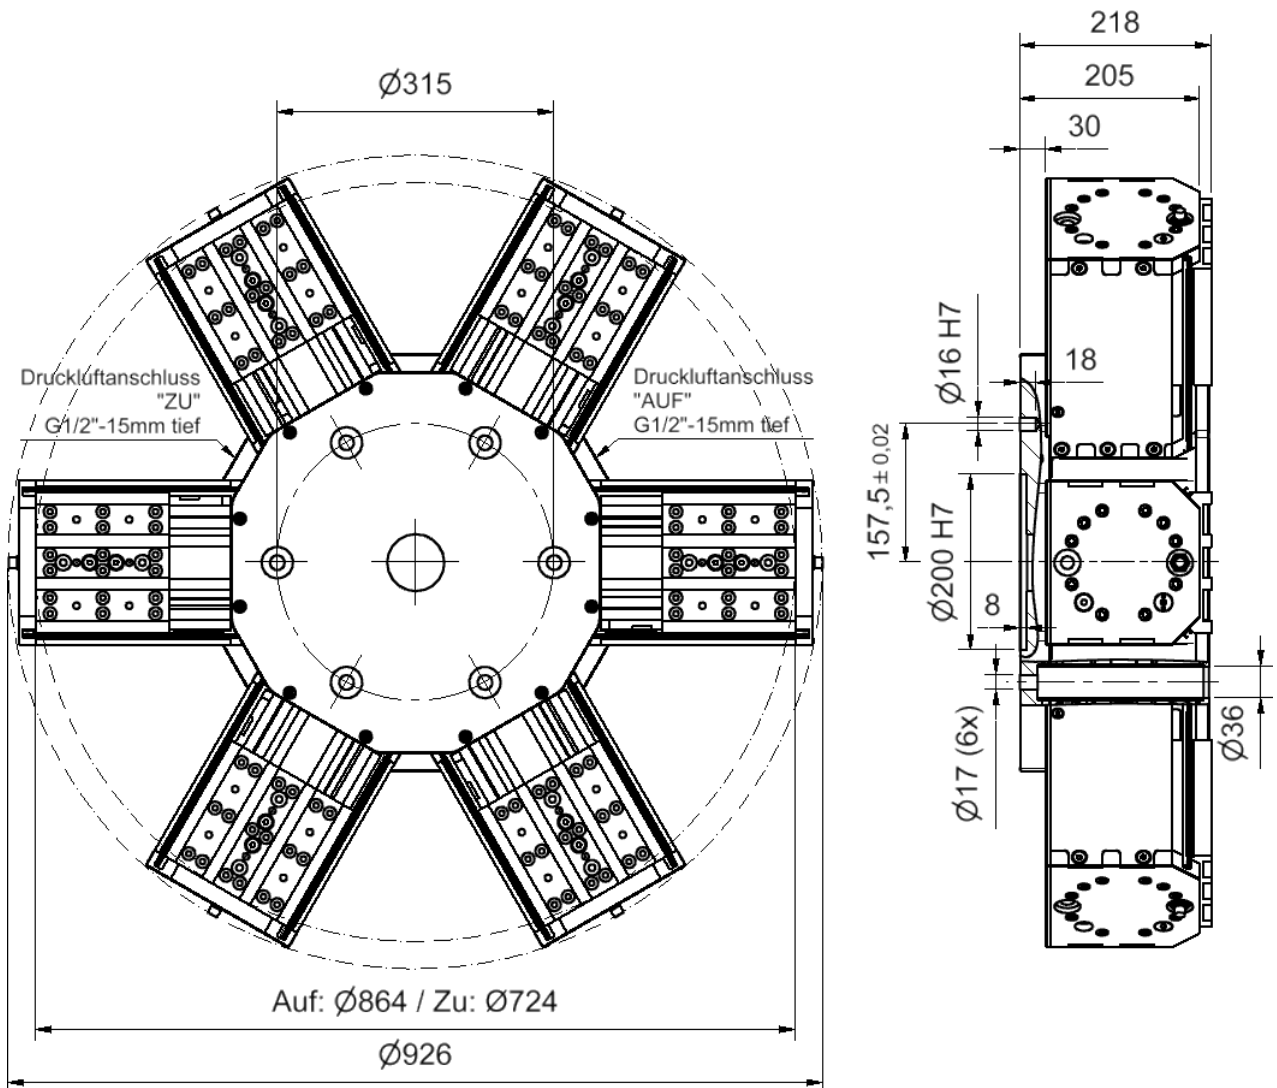 218
Ø315
205
30
Ø16 H7
18
Druckluftanschluss
"ZU"
G1/2"-15mm tief
Druckluftanschluss
"AUF"
G1/2"-15mm tief
157,5 ± 0,02
Ø200 H7
8
Ø17 (6x)
Ø36
Auf: Ø864 / Zu: Ø724
Ø926